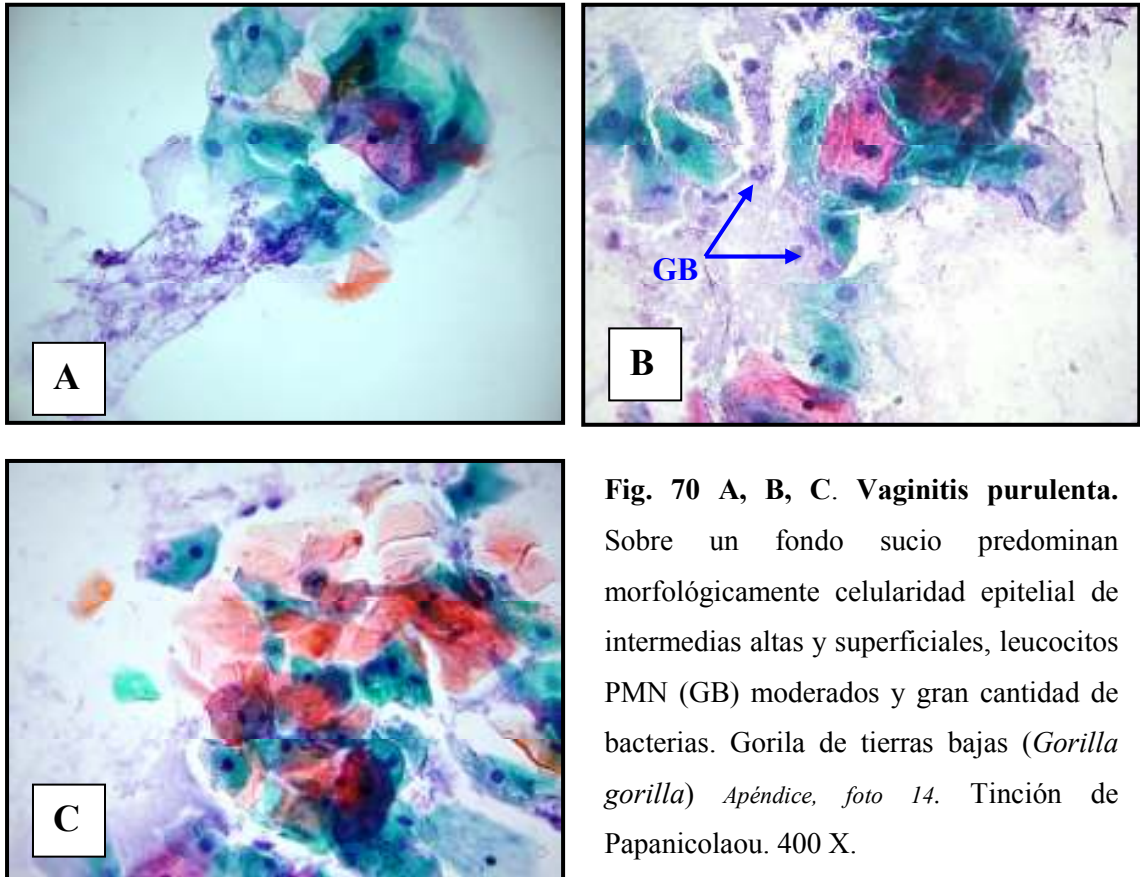 A
B
GB
C
Fig. 70 A, B, C. Vaginitis purulenta.
Sobre un fondo sucio predominan
morfológicamente celularidad epitelial de
intermedias altas y superficiales, leucocitos
PMN (GB) moderados y gran cantidad de
bacterias. Gorila de tierras bajas (Gorilla
gorilla) Apéndice, foto 14. Tinción de
Papanicolaou. 400 X.